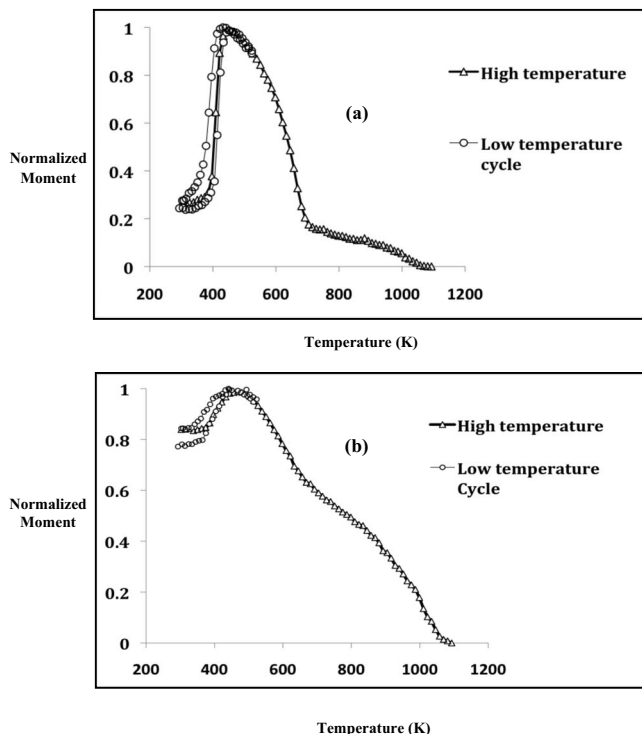 1
0.8
0.6
0.4
0.2
0
200 400 600 800 1000 1200
Normalized
Moment
(a)
High temperature
Low temperature
cycle
Temperature (K)
1
0.8
0.6
0.4
0.2
0
200 400 600 800 1000 1200
Normalized
Moment
(b)
High temperature
Low temperature
Cycle
Temperature (K)